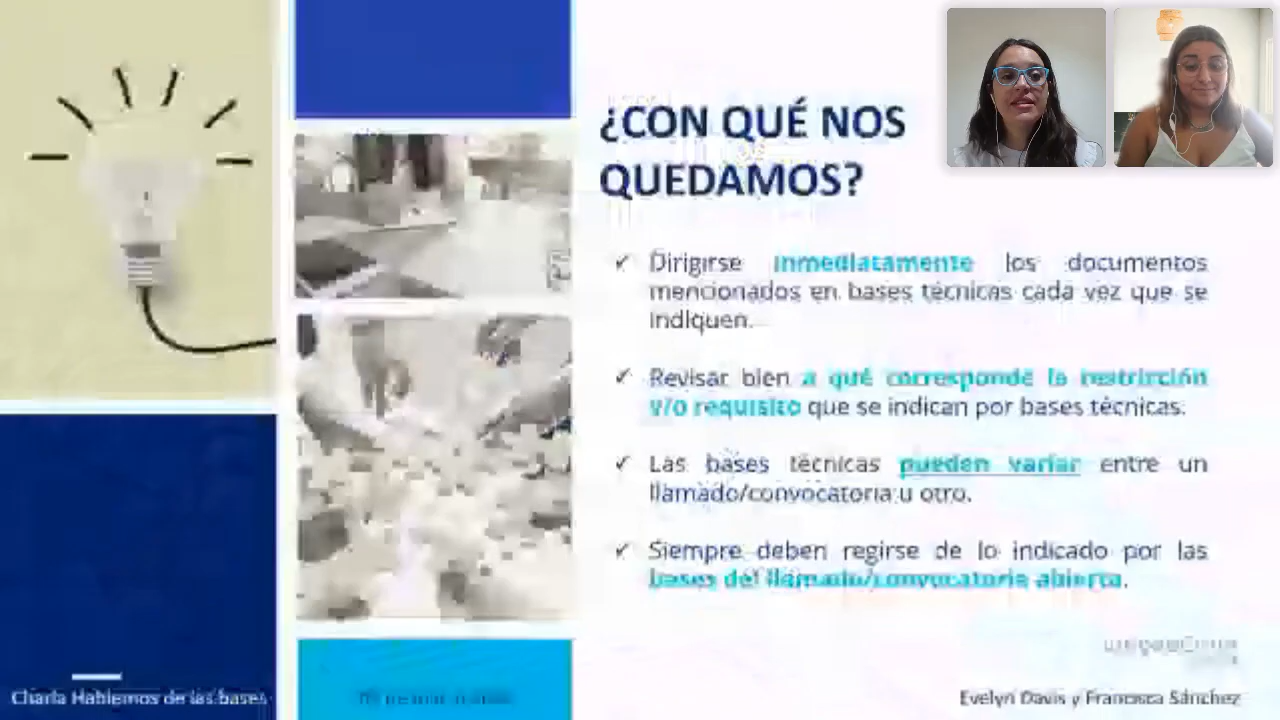 ¿CON QUÉ NOS
QUEDAMOS?
✓ Dirigirse inmediatamente los documentos
mencionados en bases técnicas cada vez que se
indiquen.
✓ Revisar bien a qué corresponde la restricción
y/o requisito que se indican por bases técnicas.
✓ Las bases técnicas pueden variar entre un
llamado/convocatoria u otro.
✓ Siempre deben regirse de lo indicado por las
bases del llamado/convocatoria abierta.
Charla Hablemos de las bases
Evelyn Davis y Francisca Sánchez